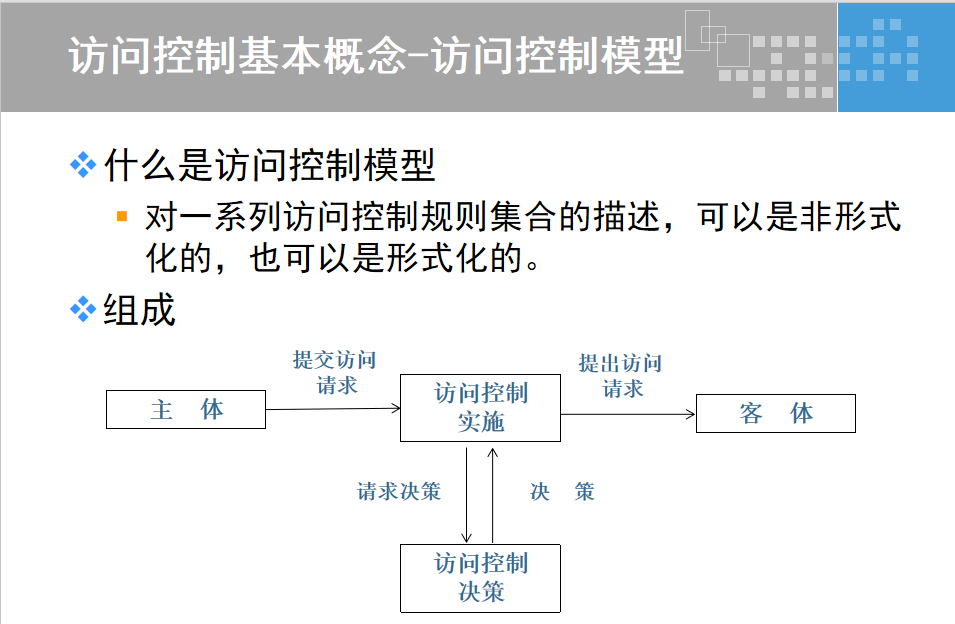 访问控制基本概念-访问控制模型
什么是访问控制模型
对一系列访问控制规则集合的描述，可以是非形式
化的，也可以是形式化的。
组成
提交访问
请求
提出访问
请求
主 体
访问控制
实施
客 体
请求决策
决 策
访问控制
决策